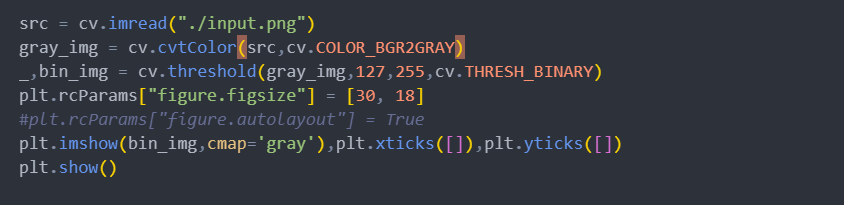 src = cv.imread("./input.png")
gray_img = cv.cvtColor(src,cv.COLOR_BGR2GRAY)
_,bin_img = cv.threshold(gray_img,127,255,cv.THRESH_BINARY)
plt.rcParams["figure.figsize"] = [30, 18]
#plt.rcParams["figure.autolayout"] = True
plt.imshow(bin_img,cmap='gray'),plt.xticks([]),plt.yticks([])
plt.show()